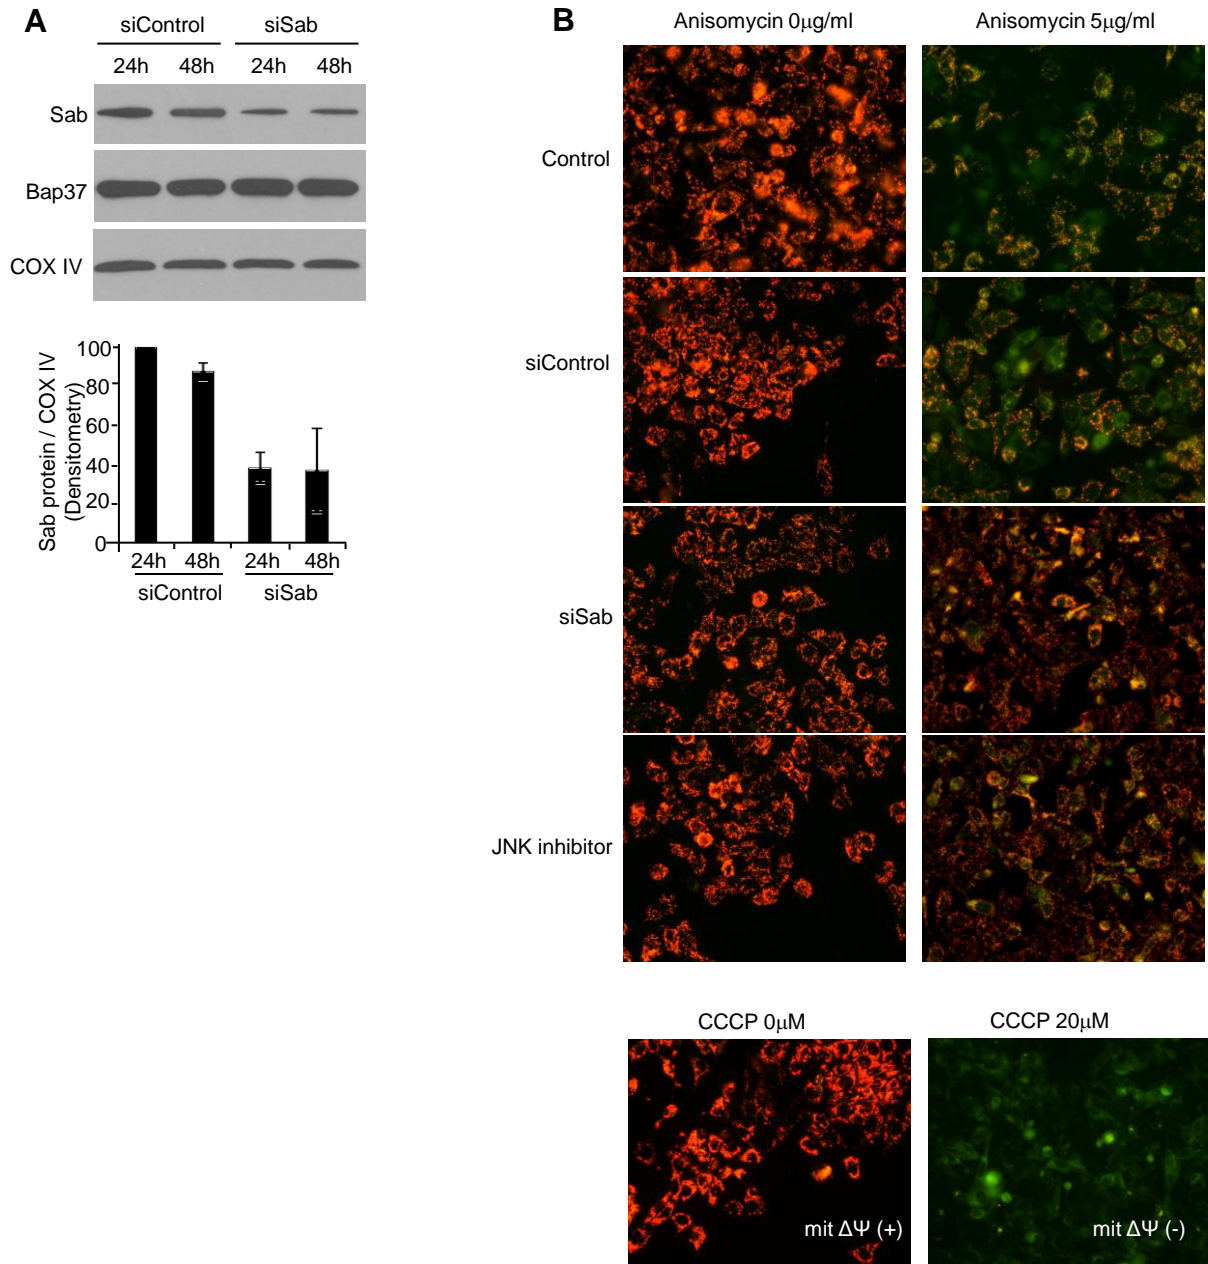 A
siControl siSab
24h 48h 24h 48h
Sab
Bap37
COX IV
Sab protein / COX IV
(Densitometry)
100
80
60
40
20
0
24h 48h 24h 48h
siControl siSab
B
Anisomycin 0μg/ml Anisomycin 5μg/ml
Control
siControl
siSab
JNK inhibitor
CCCP 0μM CCCP 20μM
mit ΔΨ (+) mit ΔΨ (-)